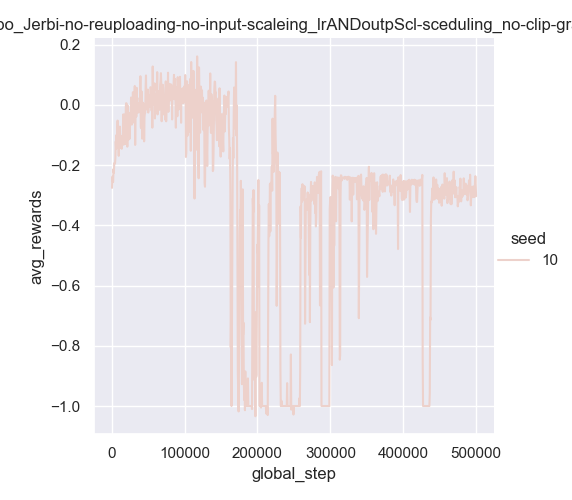 oo_Jerbi-no-reuploading-no-input-scaleing_lrANDoutpScl-sceduling_no-clip-gr
0.2
0.0
−0.2
−0.4
−0.6
−0.8
−1.0
avg_rewards
seed
10
0 100000 200000 300000 400000 500000
global_step